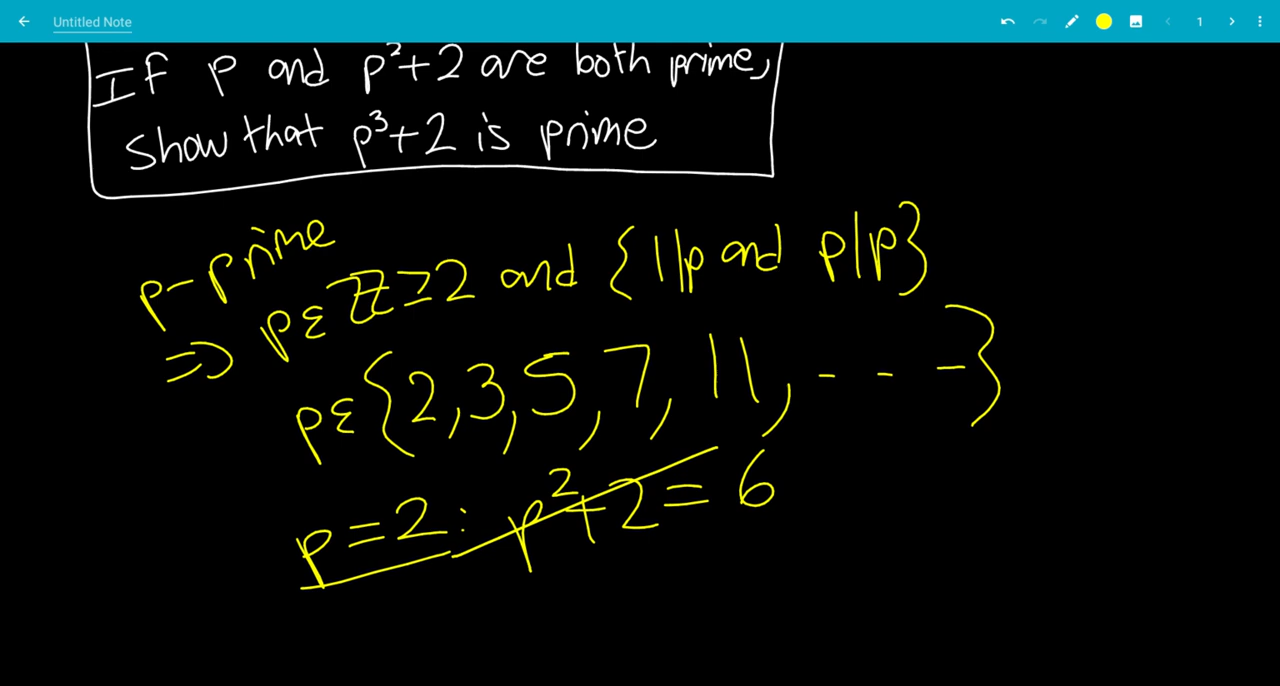 Untitled Note
1
If p and p²+2 are both prime,
show that p³+2 is prime
p-prime
⇒ p∈ℤ≥2 and {1|p and p|p}
p∈{2,3,5,7,11,- - -}
p=2: p²+2=6